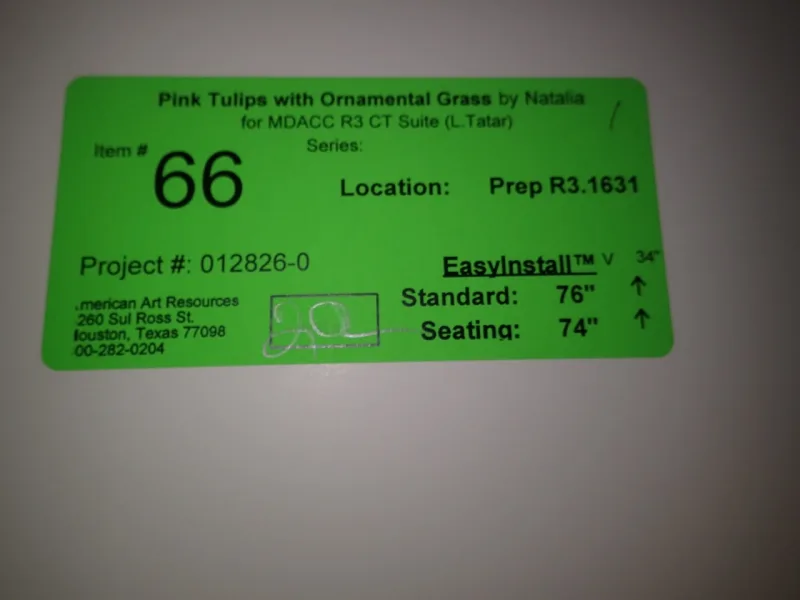 Pink Tulips with Ornamental Grass by Natalia
for MDACC R3 CT Suite (L.Tatar)
Item # 66
Series:
Location: Prep R3.1631
Project #: 012826-0
EasyInstall™ V 34"
Standard: 76" ↑
Seating: 74" ↑
merican Art Resources
260 Sul Ross St.
ouston, Texas 77098
00-282-0204